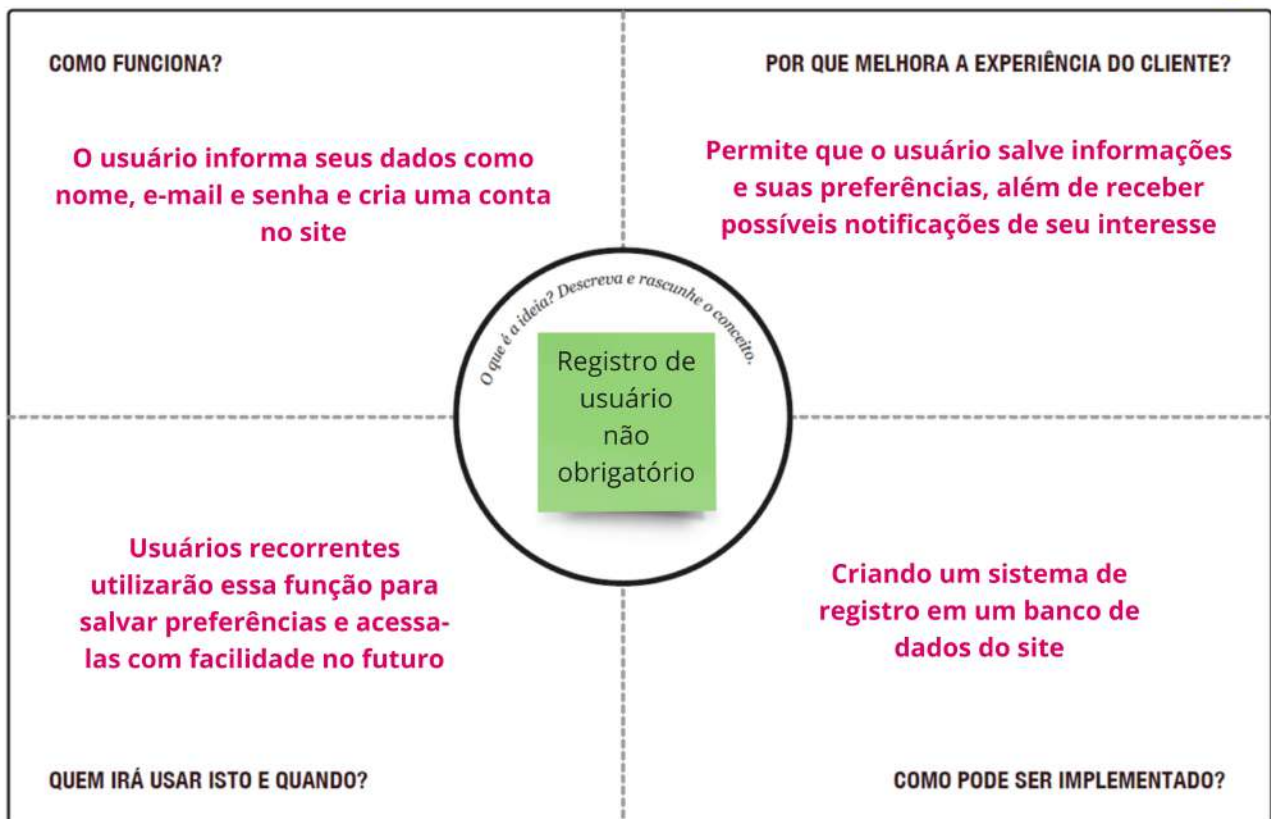 COMO FUNCIONA?
O usuário informa seus dados como
nome, e-mail e senha e cria uma conta
no site
POR QUE MELHORA A EXPERIÊNCIA DO CLIENTE?
Permite que o usuário salve informações
e suas preferências, além de receber
possíveis notificações de seu interesse
O que é a ideia? Descreva e rascunhe o conceito.
Registro de
usuário
não
obrigatório
Usuários recorrentes
utilizarão essa função para
salvar preferências e acessa-
las com facilidade no futuro
QUEM IRÁ USAR ISTO E QUANDO?
Criando um sistema de
registro em um banco de
dados do site
COMO PODE SER IMPLEMENTADO?